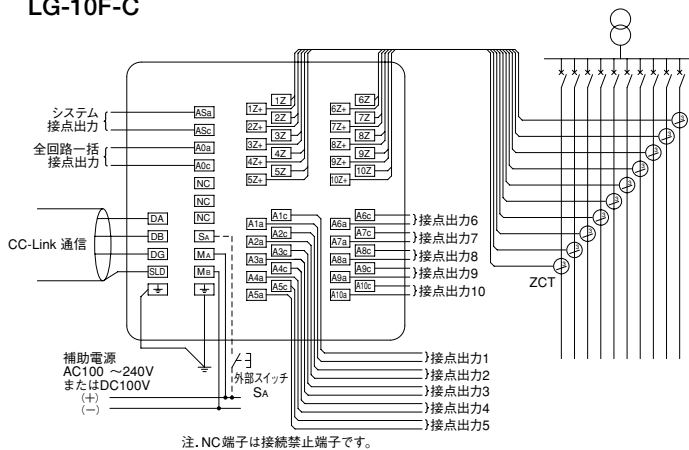 LG-10F-C
システム
接点出力
全回路一括
接点出力
CC-Link 通信
ASa
ASc
A0a
A0c
NC
NC
NC
DA
DB
DG
SLD
SA
MA
MB
1Z
1Z+
2Z
2Z+
3Z
3Z+
4Z
4Z+
5Z
5Z+
6Z
6Z+
7Z
7Z+
8Z
8Z+
9Z
9Z+
10Z
10Z+
A1c
A1a
A2c
A2a
A3c
A3a
A4c
A4a
A5c
A5a
A6c
A6a
A7c
A7a
A8c
A8a
A9c
A9a
A10c
A10a
}接点出力6
}接点出力7
}接点出力8
}接点出力9
}接点出力10
ZCT
}接点出力1
}接点出力2
}接点出力3
}接点出力4
}接点出力5
補助電源
AC100 ~240V
またはDC100V
(+)
(−)
外部スイッチ
SA
注.NC端子は接続禁止端子です。